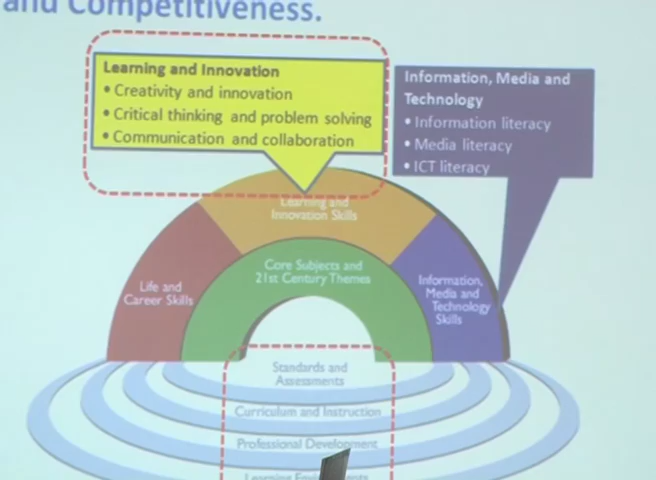 and Competitiveness.
Learning and Innovation
• Creativity and innovation
• Critical thinking and problem solving
• Communication and collaboration
Information, Media and
Technology
• Information literacy
• Media literacy
• ICT literacy
Learning and
Innovation Skills
Core Subjects and
21st Century Themes
Life and
Career Skills
Information,
Media and
Technology
Skills
Standards and
Assessments
Curriculum and Instruction
Professional Development
Learning